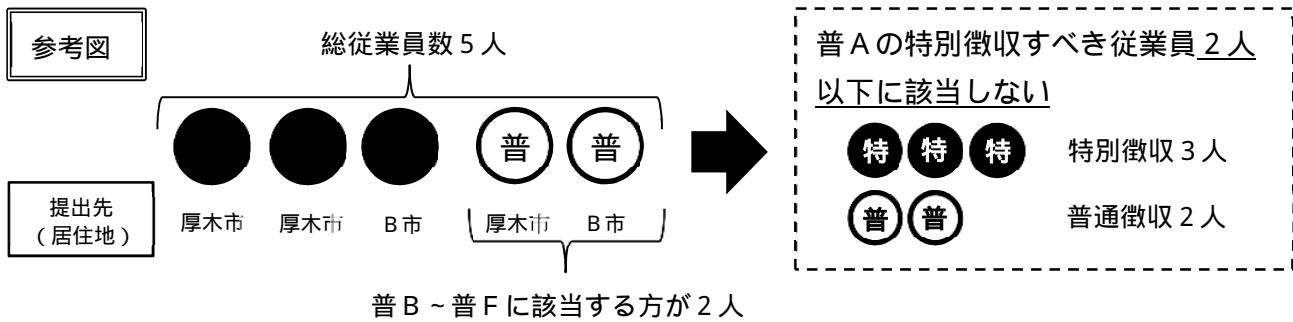 参考図
総従業員数5人
普 普
提出先
(居住地)
厚木市 厚木市 B市 厚木市 B市
普B~普Fに該当する方が2人
普Aの特別徴収すべき従業員2人
以下に該当しない
特 特 特 特別徴収3人
普 普 普通徴収2人